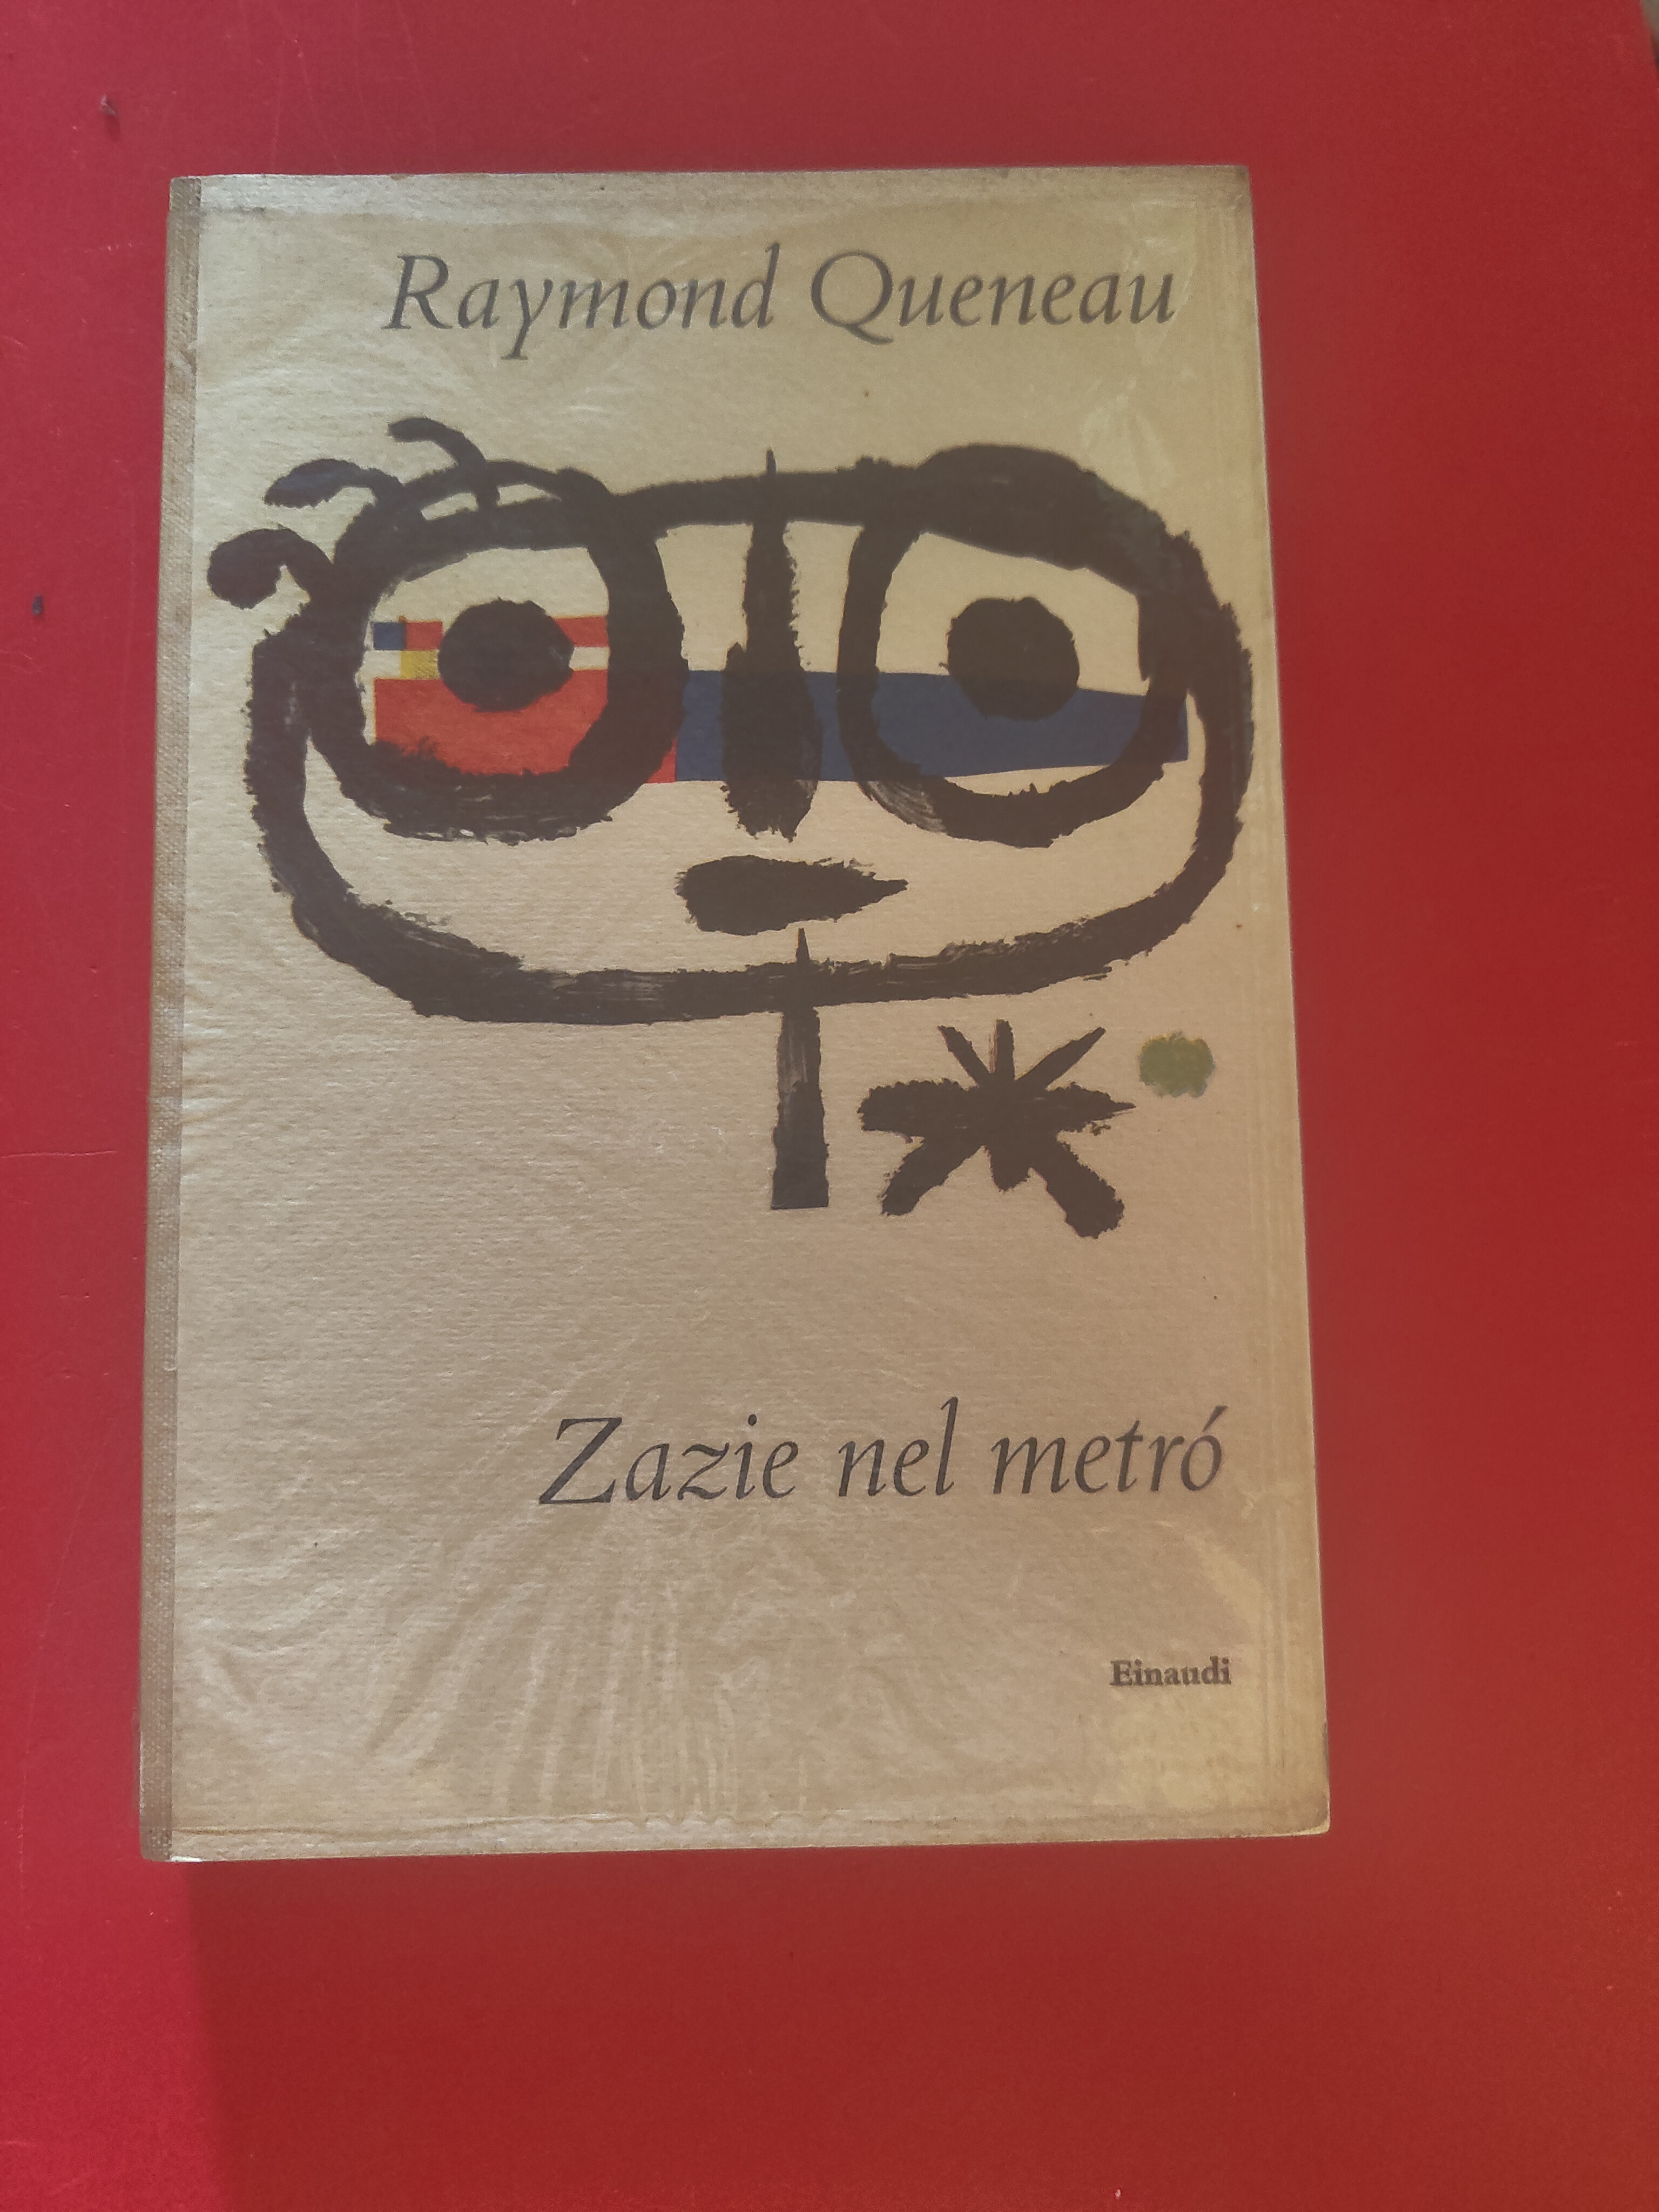 Raymond Queneau
Zazie nel metró
Einaudi